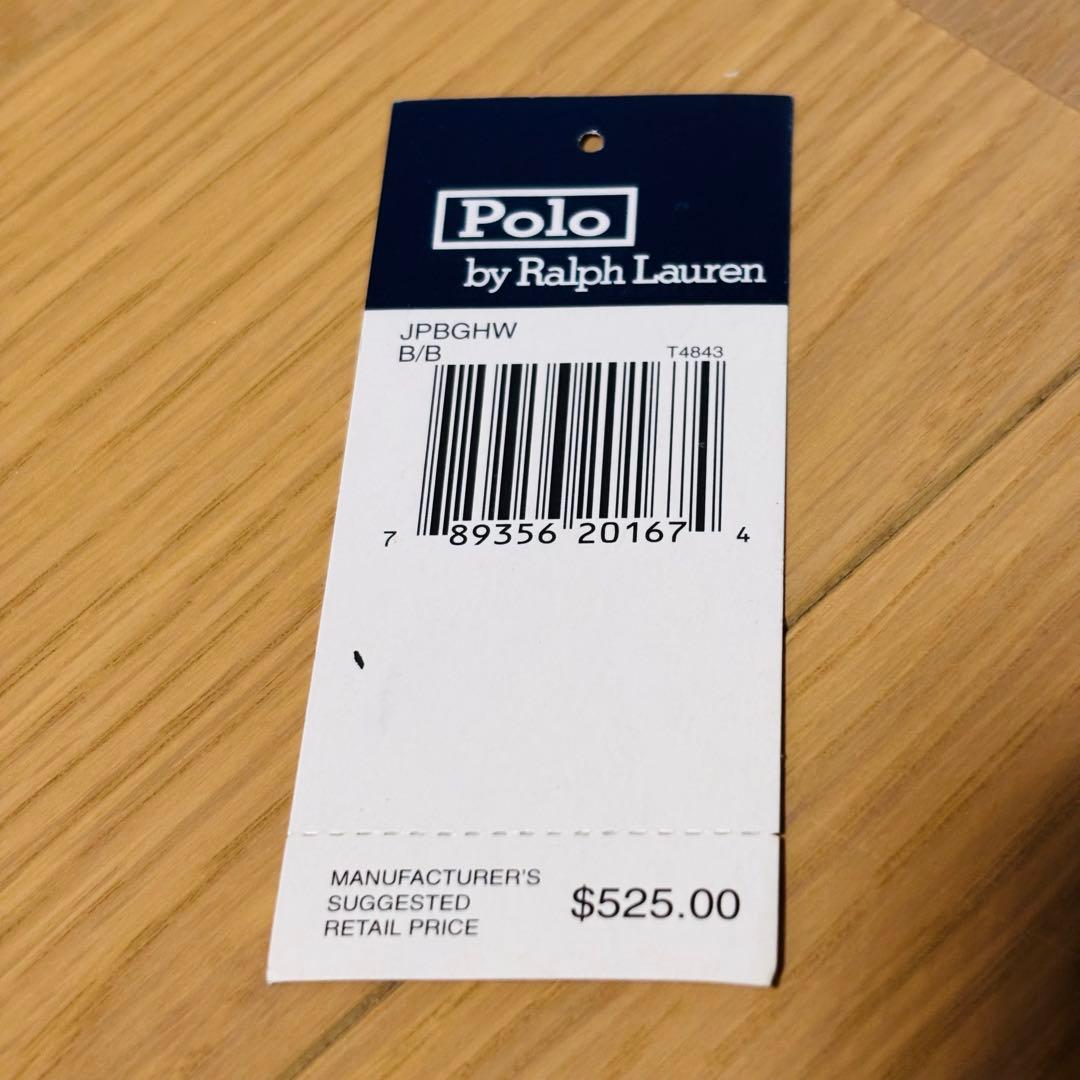 Polo
by Ralph Lauren
JPBGHW
B/B
T4843
7 89356 20167 4
MANUFACTURER'S
SUGGESTED
RETAIL PRICE
$525.00